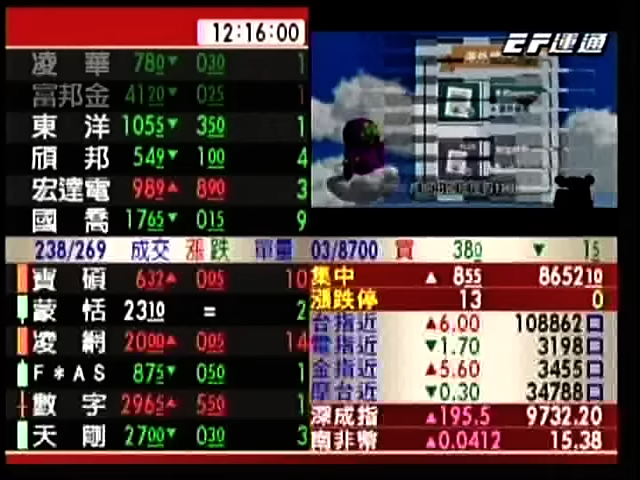 12:16:00
EF運通
凌華 780▼ 030 1
富邦金 4120▼ 025 1
東洋 1055▼ 350 1
頎邦 549▼ 100 4
宏達電 989▲ 890 3
國喬 1765▼ 015 9
238/269 成交 漲跌 單量
03/8700 買 380 ▼ 15
寶碩 632▲ 005 10
蒙恬 2310 = 2
凌網 2000▲ 005 14
F*AS 875▼ 050 1
數字 2965▲ 550 1
天剛 2700▼ 030 3
集中 ▲ 855 865210
漲跌停 13 0
台指近 ▲6.00 108862口
電指近 ▼1.70 3198口
金指近 ▲5.60 3455口
摩台近 ▼0.30 34788口
深成指 ▲195.5 9732.20
南非幣 ▲0.0412 15.38